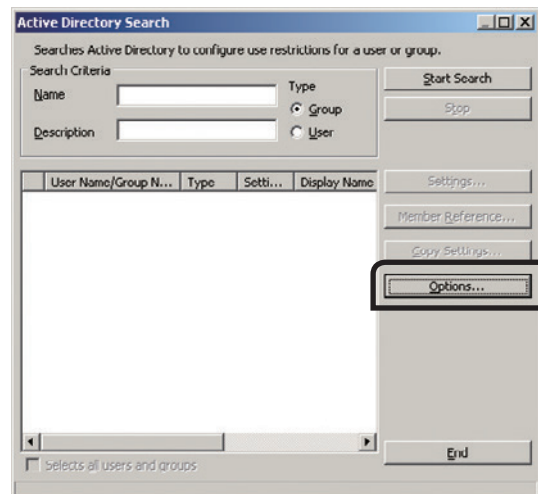 Active Directory Search
Searches Active Directory to configure use restrictions for a user or group.
Search Criteria
Name
Type
Group
Description
User
Start Search
Stop
User Name/Group N...
Type
Setti...
Display Name
Settings...
Member Reference...
Copy Settings...
Options...
Selects all users and groups
End